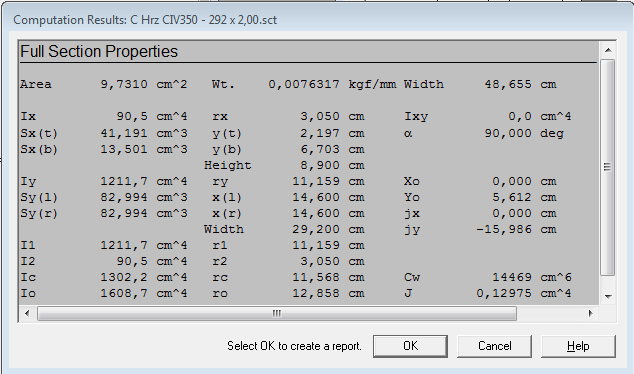 Computation Results: C Hrz CIV350 - 292 x 2,00.sct
Full Section Properties
Area 9,7310 cm^2 Wt. 0,0076317 kgf/mm Width 48,655 cm
Ix 90,5 cm^4 rx 3,050 cm Ixy 0,0 cm^4
Sx(t) 41,191 cm^3 y(t) 2,197 cm α 90,000 deg
Sx(b) 13,501 cm^3 y(b) 6,703 cm
Height 8,900 cm
Iy 1211,7 cm^4 ry 11,159 cm Xo 0,000 cm
Sy(l) 82,994 cm^3 x(l) 14,600 cm Yo 5,612 cm
Sy(r) 82,994 cm^3 x(r) 14,600 cm jx 0,000 cm
Width 29,200 cm jy -15,986 cm
I1 1211,7 cm^4 r1 11,159 cm
I2 90,5 cm^4 r2 3,050 cm
Ic 1302,2 cm^4 rc 11,568 cm Cw 14469 cm^6
Io 1608,7 cm^4 ro 12,858 cm J 0,12975 cm^4
Select OK to create a report. OK Cancel Help